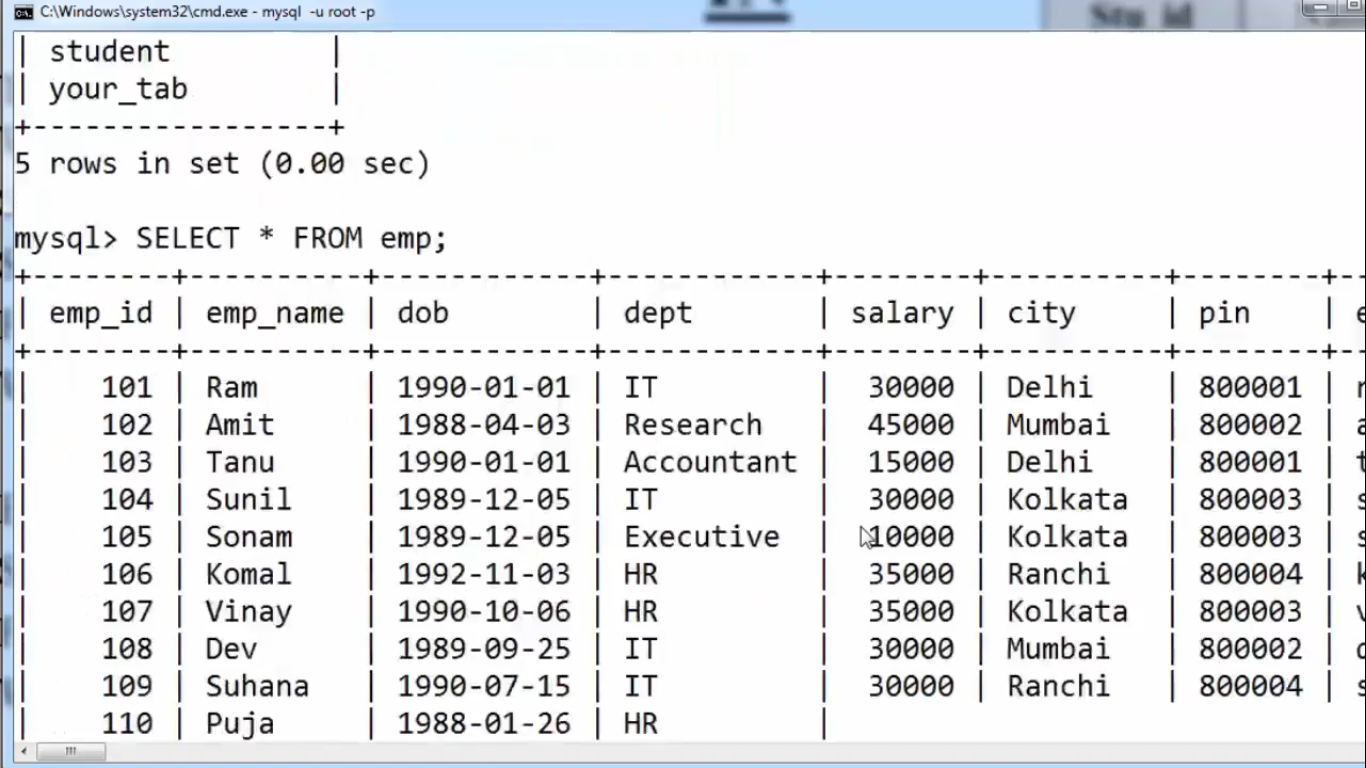 C:\Windows\system32\cmd.exe - mysql -u root -p
Stu_id
| student |
| your_tab |
+-----------------+
5 rows in set (0.00 sec)
mysql> SELECT * FROM emp;
+--------+----------+------------+------------+--------+---------+--------+-
| emp_id | emp_name | dob | dept | salary | city | pin | e
+--------+----------+------------+------------+--------+---------+--------+-
| 101 | Ram | 1990-01-01 | IT | 30000 | Delhi | 800001 | r
| 102 | Amit | 1988-04-03 | Research | 45000 | Mumbai | 800002 | a
| 103 | Tanu | 1990-01-01 | Accountant | 15000 | Delhi | 800001 | t
| 104 | Sunil | 1989-12-05 | IT | 30000 | Kolkata | 800003 | s
| 105 | Sonam | 1989-12-05 | Executive | 10000 | Kolkata | 800003 | s
| 106 | Komal | 1992-11-03 | HR | 35000 | Ranchi | 800004 | k
| 107 | Vinay | 1990-10-06 | HR | 35000 | Kolkata | 800003 | v
| 108 | Dev | 1989-09-25 | IT | 30000 | Mumbai | 800002 | d
| 109 | Suhana | 1990-07-15 | IT | 30000 | Ranchi | 800004 | s
| 110 | Puja | 1988-01-26 | HR |